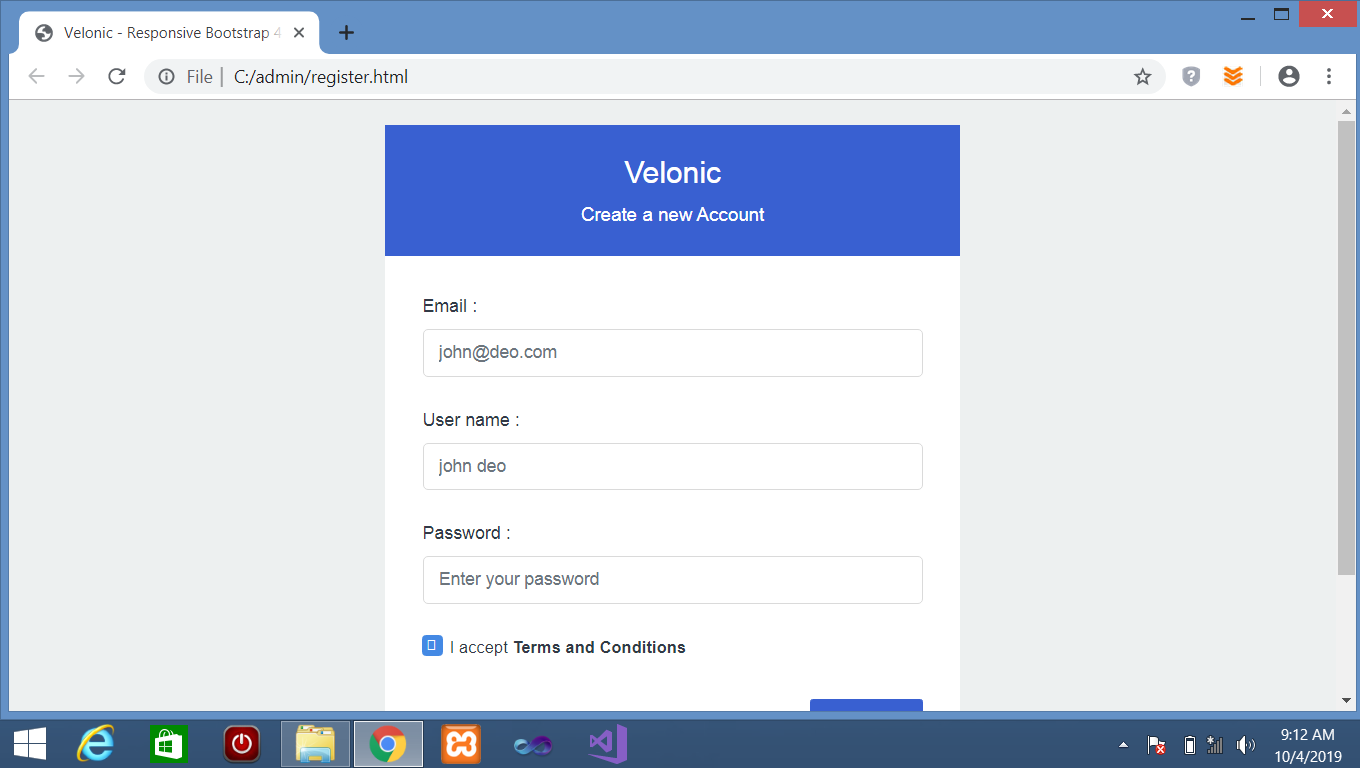 Velonic - Responsive Bootstrap 4
File | C:/admin/register.html
Velonic
Create a new Account
Email :
john@deo.com
User name :
john deo
Password :
Enter your password
I accept Terms and Conditions
9:12 AM
10/4/2019